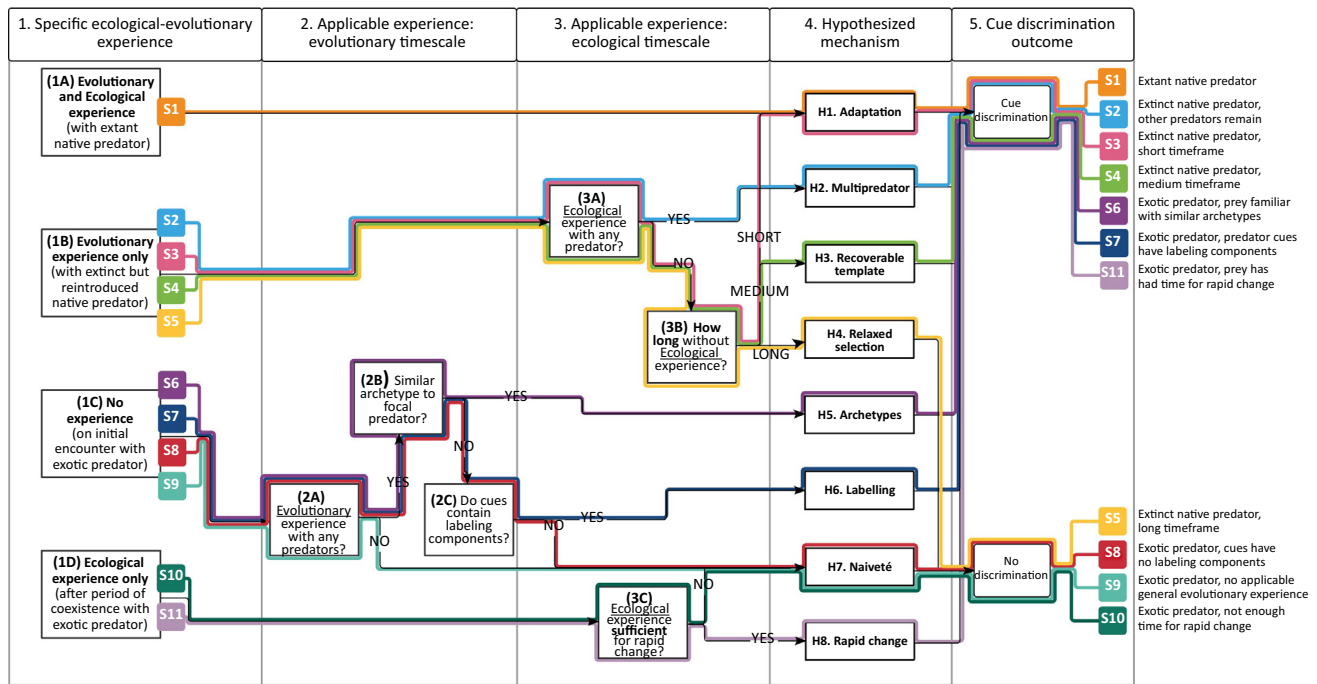 1. Specific ecological-evolutionary
experience
2. Applicable experience:
evolutionary timescale
3. Applicable experience:
ecological timescale
4. Hypothesized
mechanism
5. Cue discrimination
outcome
(1A) Evolutionary
and Ecological
experience
(with extant
native predator)
S1
(1B) Evolutionary
experience only
(with extinct but
reintroduced
native predator)
S2
S3
S4
S5
(1C) No
experience
(on initial
encounter with
exotic predator)
S6
S7
S8
S9
(1D) Ecological
experience only
(after period of
coexistence with
exotic predator)
S10
S11
(2A)
Evolutionary
experience
with any
predators?
YES
NO
(2B) Similar
archetype to
focal
predator?
YES
NO
(2C) Do cues
contain
labeling
components?
YES
NO
(3A)
Ecological
experience
with any
predator?
YES
NO
(3B) How
long without
Ecological
experience?
SHORT
MEDIUM
LONG
(3C)
Ecological
experience
sufficient
for rapid
change?
NO
YES
H1. Adaptation
H2. Multipredator
H3. Recoverable
template
H4. Relaxed
selection
H5. Archetypes
H6. Labelling
H7. Naiveté
H8. Rapid change
Cue
discrimination
No
discrimination
S1
Extant native predator
S2
Extinct native predator,
other predators remain
S3
Extinct native predator,
short timeframe
S4
Extinct native predator,
medium timeframe
S6
Exotic predator, prey familiar
with similar archetypes
S7
Exotic predator, predator cues
have labeling components
S11
Exotic predator, prey has
had time for rapid change
S5
Extinct native predator,
long timeframe
S8
Exotic predator, cues have
no labeling components
S9
Exotic predator, no applicable
general evolutionary experience
S10
Exotic predator, not enough
time for rapid change